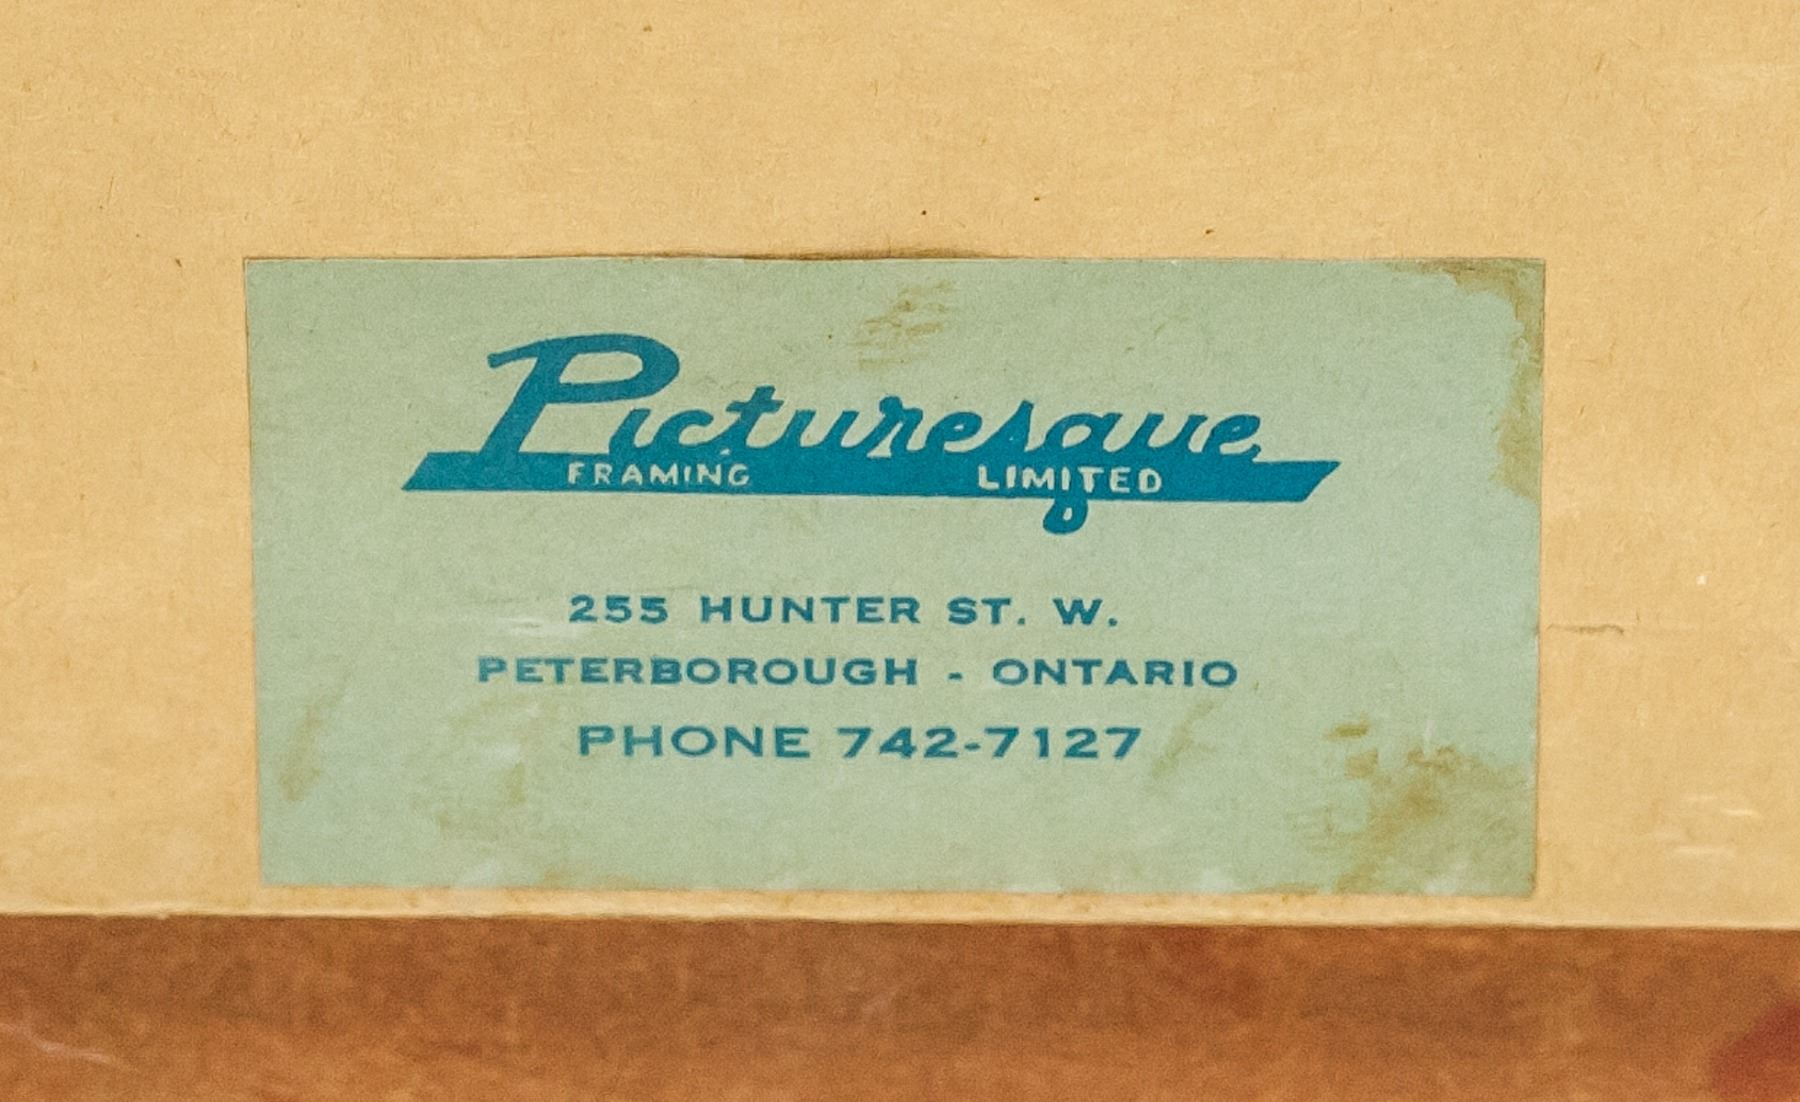 Picturesque
FRAMING LIMITED
255 HUNTER ST. W.
PETERBOROUGH - ONTARIO
PHONE 742-7127